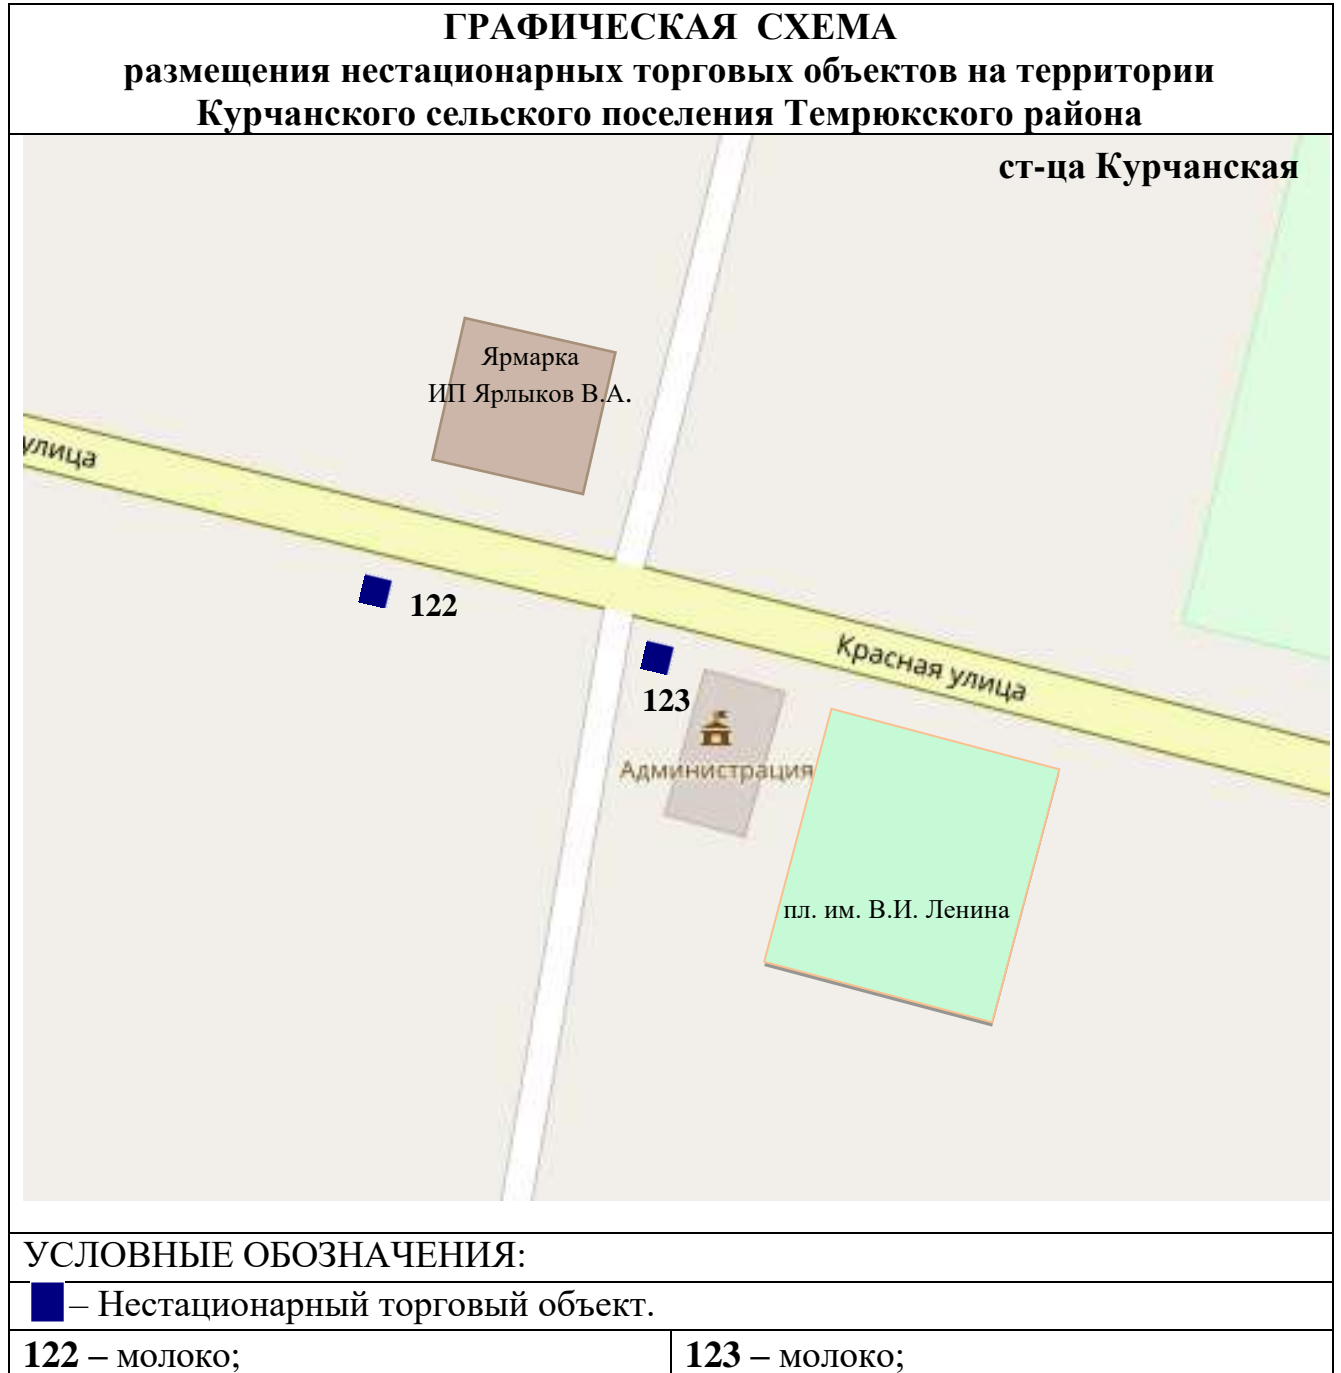 ГРАФИЧЕСКАЯ СХЕМА
размещения нестационарных торговых объектов на территории
Курчанского сельского поселения Темрюкского района
ст-ца Курчанская
Ярмарка
ИП Ярлыков В.А.
улица
122
Красная улица
123
Администрация
пл. им. В.И. Ленина
УСЛОВНЫЕ ОБОЗНАЧЕНИЯ:
– Нестационарный торговый объект.
122 – молоко;
123 – молоко;